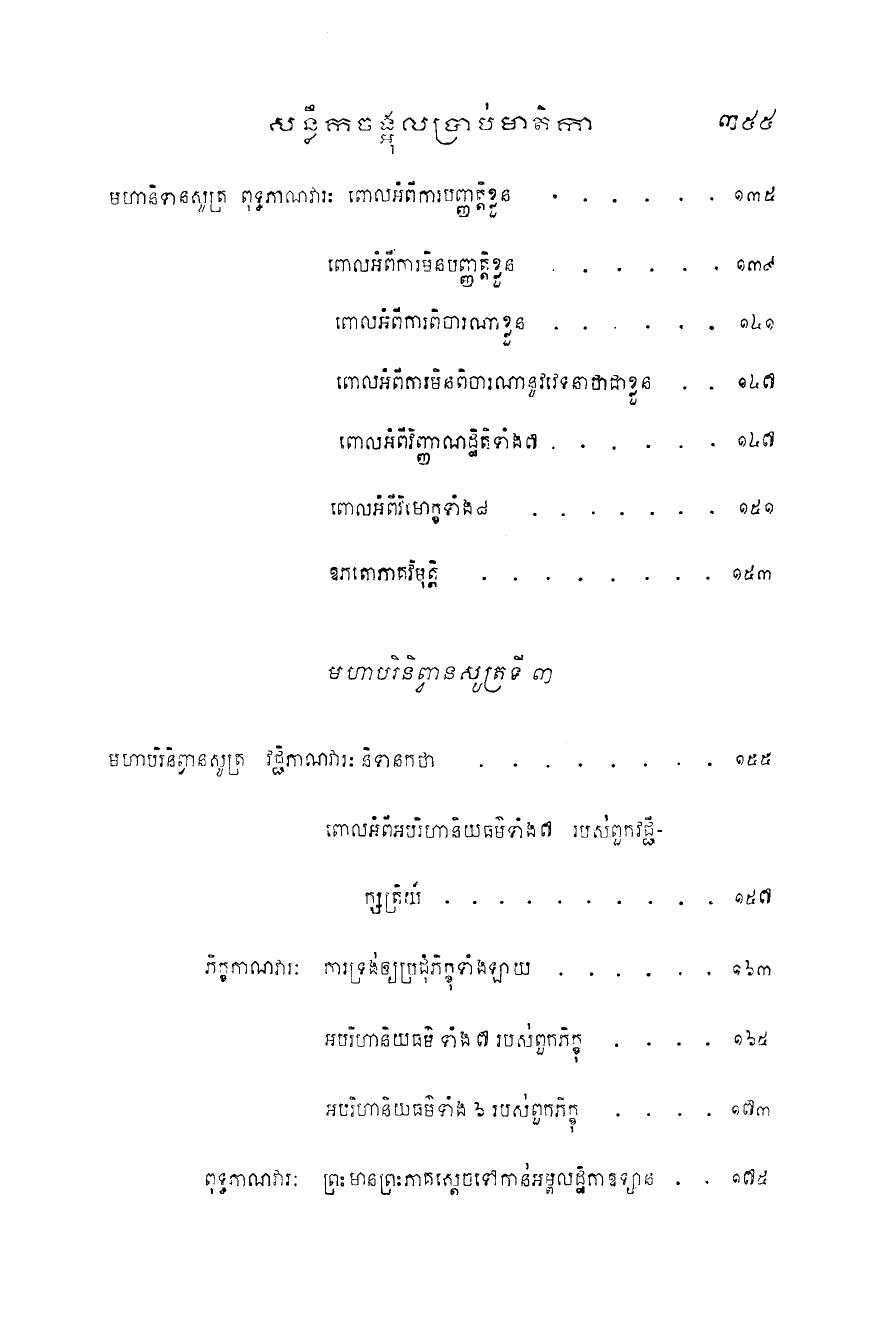 សន្លឹកចង្អុលប្រាប់មាតិកា ៣៥៥
មហានិទានសូត្រ ពុទ្ធភាណវារៈ ពោលអំពីការបញ្ញត្តិខ្លួន . . . . . . ១៣៥
ពោលអំពីការមិនបញ្ញត្តិខ្លួន . . . . . . ១៣៩
ពោលអំពីការពិចារណាខ្លួន . . . . . . ១៤១
ពោលអំពីការមិនពិចារណានូវវេទនាថាជាខ្លួន . . ១៤៧
ពោលអំពីវិញ្ញាណដ្ឋិតិទាំង៧ . . . . . . ១៤៧
ពោលអំពីវិមោក្ខទាំង៨ . . . . . . . ១៥១
ឧភតោភាគវិមុត្តិ . . . . . . . . ១៥៣
មហាបរិនិព្វានសូត្រទី ៣
មហាបរិនិព្វានសូត្រ វជ្ជិភាណវារៈ និទានកថា . . . . . . . . ១៥៥
ពោលអំពីអបរិហានិយធម៌ទាំង៧ របស់ពួកវជ្ជី-
ក្សត្រិយ៍ . . . . . . . . . . ១៥៧
ភិក្ខុភាណវារៈ ការទ្រង់ឲ្យប្រជុំភិក្ខុទាំងឡាយ . . . . . . ១៦៣
អបរិហានិយធម៌ ទាំង ៧ របស់ពួកភិក្ខុ . . . . ១៦៥
អបរិហានិយធម៌ទាំង ៦ របស់ពួកភិក្ខុ . . . . ១៧៣
ពុទ្ធភាណវារៈ ព្រះមានព្រះភាគស្តេចទៅកាន់អម្ពលដ្ឋិកាឧទ្យាន . . ១៧៥